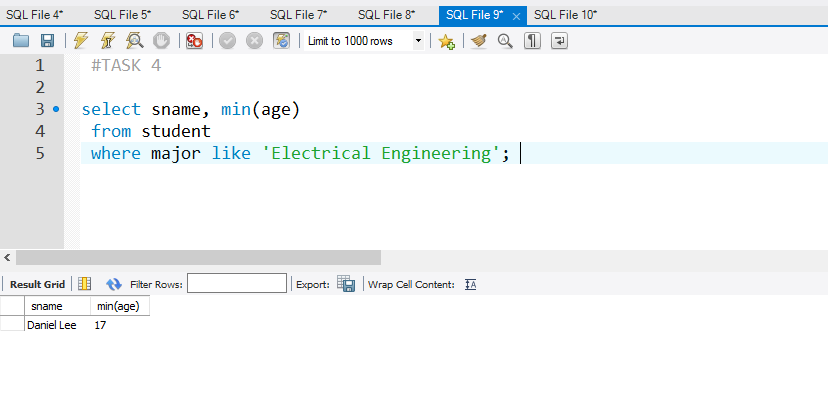 SQL File 4* SQL File 5* SQL File 6* SQL File 7* SQL File 8* SQL File 9* SQL File 10*
Limit to 1000 rows
1 #TASK 4
2
3 select sname, min(age)
4 from student
5 where major like 'Electrical Engineering';
Result Grid Filter Rows: Export: Wrap Cell Content: IA
sname min(age)
Daniel Lee 17